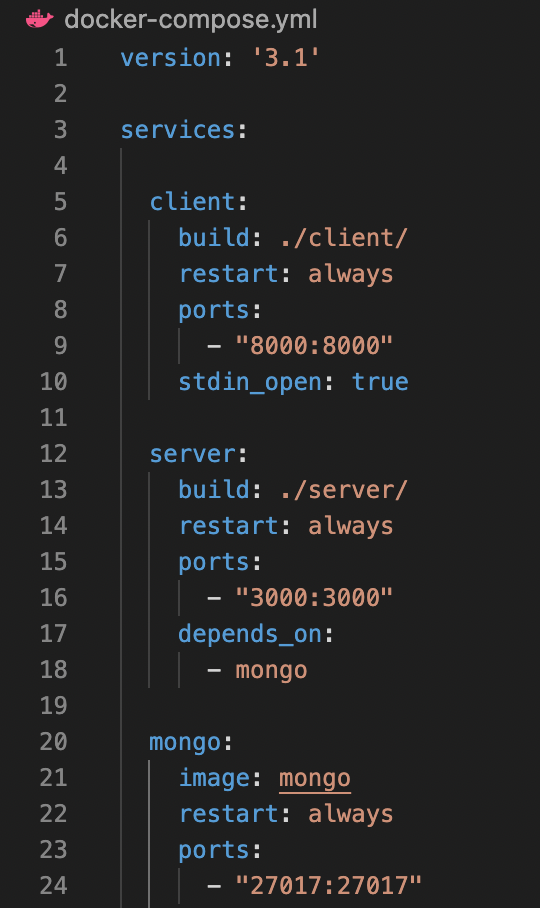 docker-compose.yml
1 version: '3.1'
2
3 services:
4
5   client:
6     build: ./client/
7     restart: always
8     ports:
9       - "8000:8000"
10     stdin_open: true
11
12   server:
13     build: ./server/
14     restart: always
15     ports:
16       - "3000:3000"
17     depends_on:
18       - mongo
19
20   mongo:
21     image: mongo
22     restart: always
23     ports:
24       - "27017:27017"